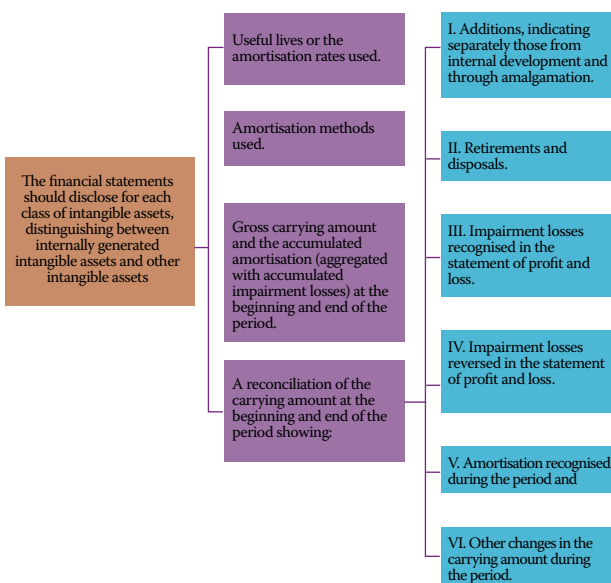 The financial statements
should disclose for each
class of intangible assets,
distinguishing between
internally generated
intangible assets and other
intangible assets
Useful lives or the
amortisation rates used.
Amortisation methods
used.
Gross carrying amount
and the accumulated
amortisation (aggregated
with accumulated
impairment losses) at the
beginning and end of the
period.
A reconciliation of the
carrying amount at the
beginning and end of the
period showing:
I. Additions, indicating
separately those from
internal development and
through amalgamation.
II. Retirements and
disposals.
III. Impairment losses
recognised in the
statement of profit and
loss.
IV. Impairment losses
reversed in the statement
of profit and loss.
V. Amortisation recognised
during the period and
VI. Other changes in the
carrying amount during
the period.